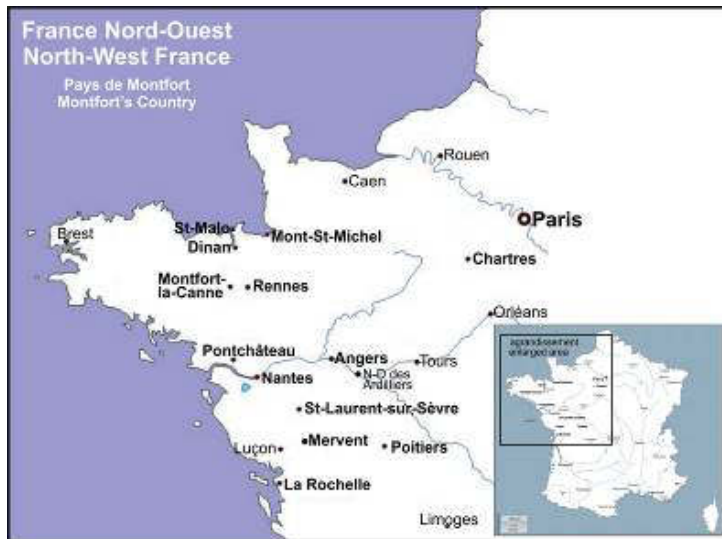 France Nord-Ouest
North-West France
Pays de Montfort
Montfort's Country
Rouen
Caen
Paris
St-Malo
Brest
Mont-St-Michel
Dinan
Chartres
Montfort-
la-Canne
Rennes
Orléans
agrandissement
enlarged area
Pontchâteau
Angers
Tours
N-D des
Ardilliers
Nantes
St-Laurent-sur-Sèvre
Mervent
Luçon
Poitiers
La Rochelle
Limoges